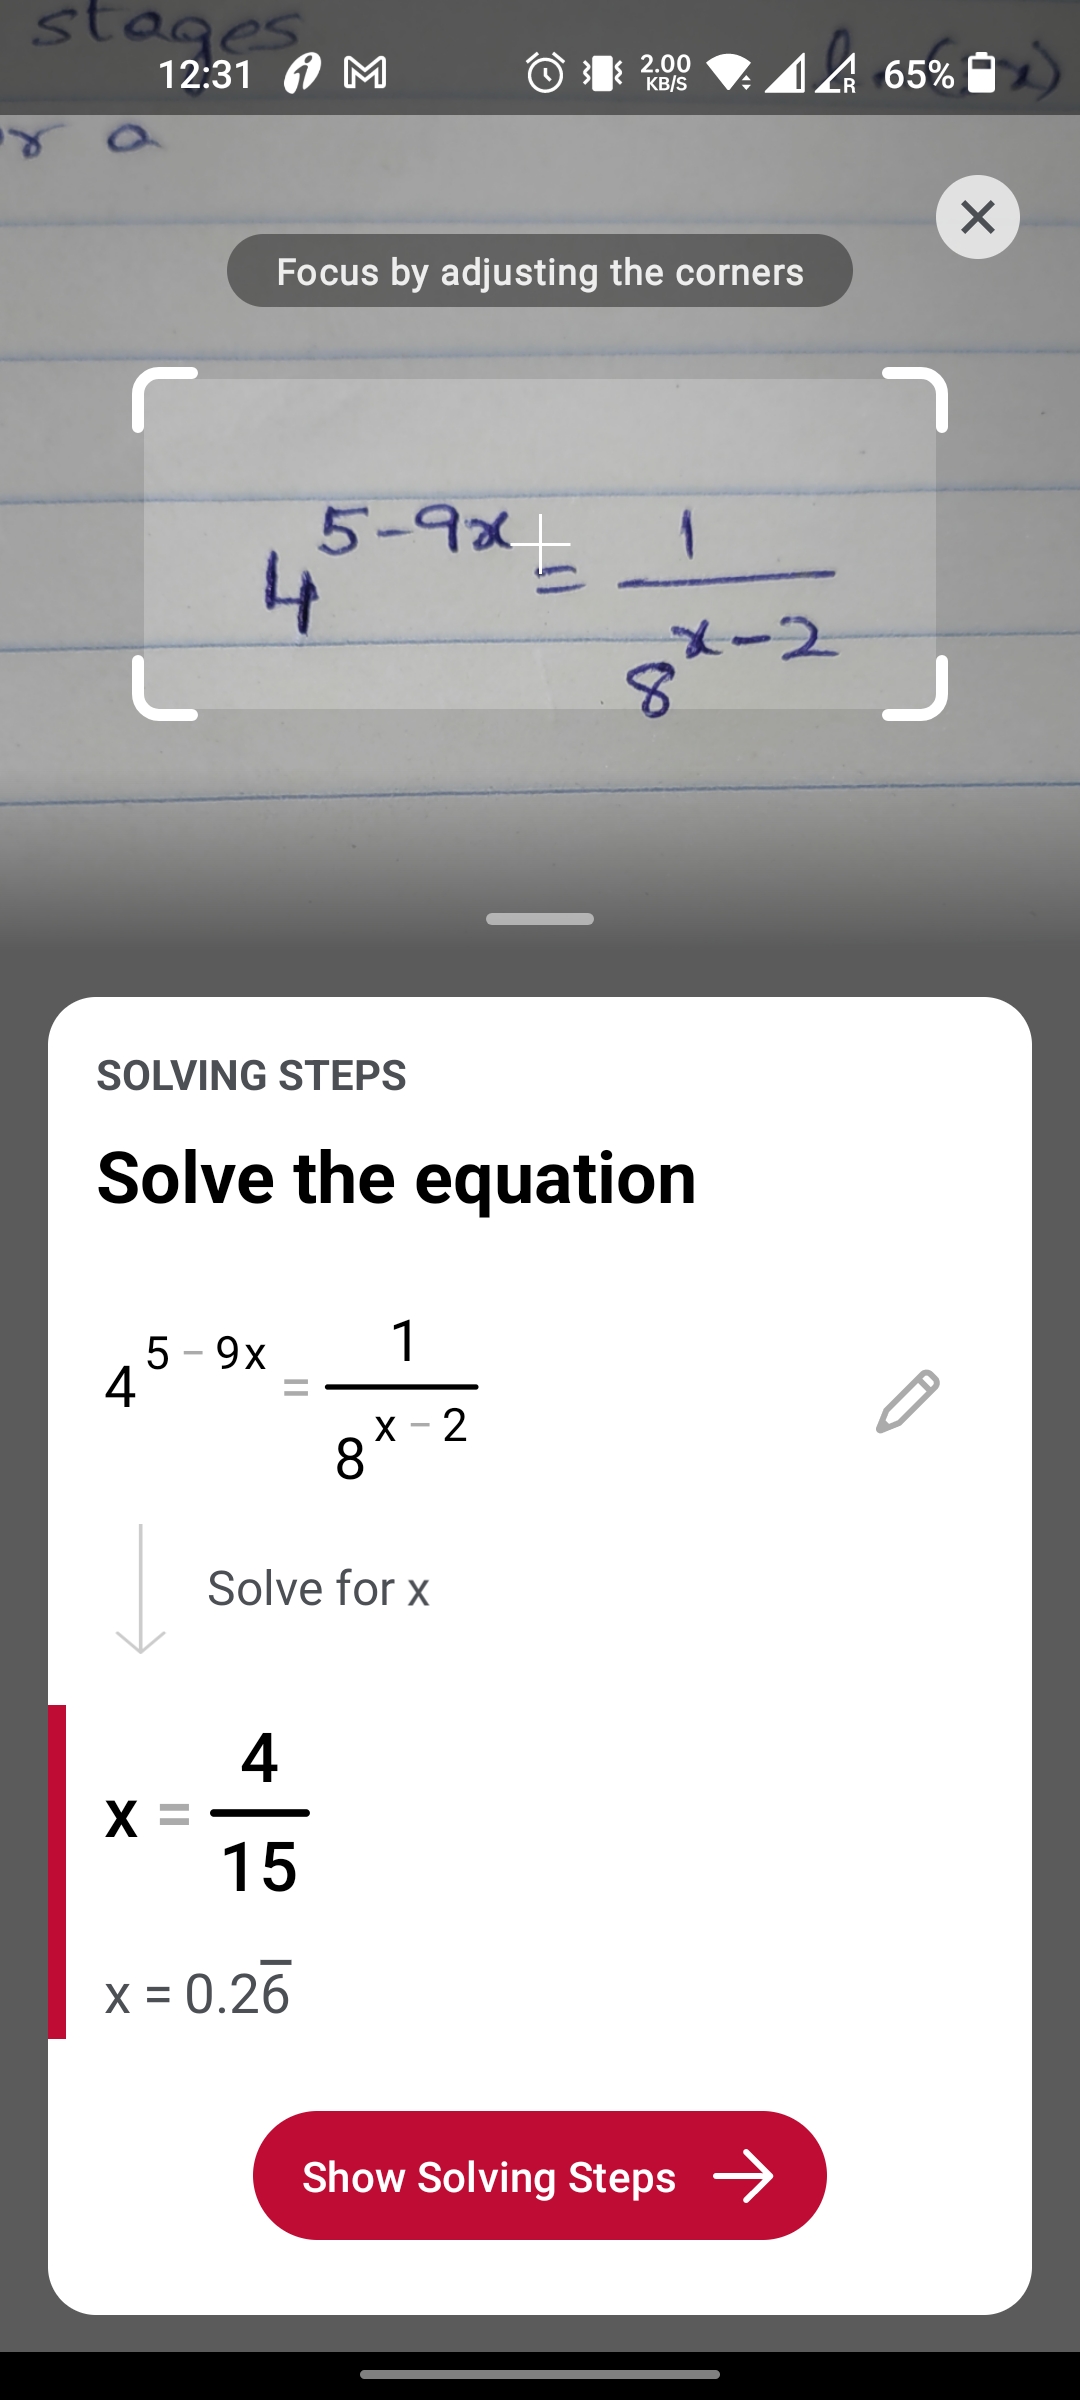 stages
12:31 2.00 KB/S R 65%
r a
Focus by adjusting the corners
4^{5-9x} = \frac{1}{8^{x-2}}
SOLVING STEPS
Solve the equation
4^{5-9x} = \frac{1}{8^{x-2}}
Solve for x
x = \frac{4}{15}
x = 0.2\overline{6}
Show Solving Steps →